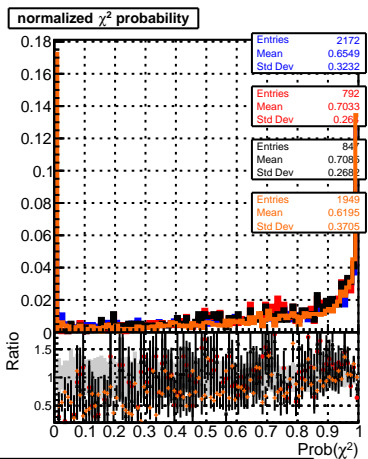 normalized χ² probability
Entries 2172
Mean 0.6549
Std Dev 0.3232
Entries 792
Mean 0.7033
Std Dev
Entries
Mean
Std Dev 0.2682
Entries 1949
Mean 0.6195
Std Dev 0.3705
0.18
0.16
0.14
0.12
0.1
0.08
0.06
0.04
0.02
0
Ratio
1.5
1
0.5
0 0.1 0.2 0.3 0.4 0.5 0.6 0.7 0.8 0.9 1
Prob(χ²)